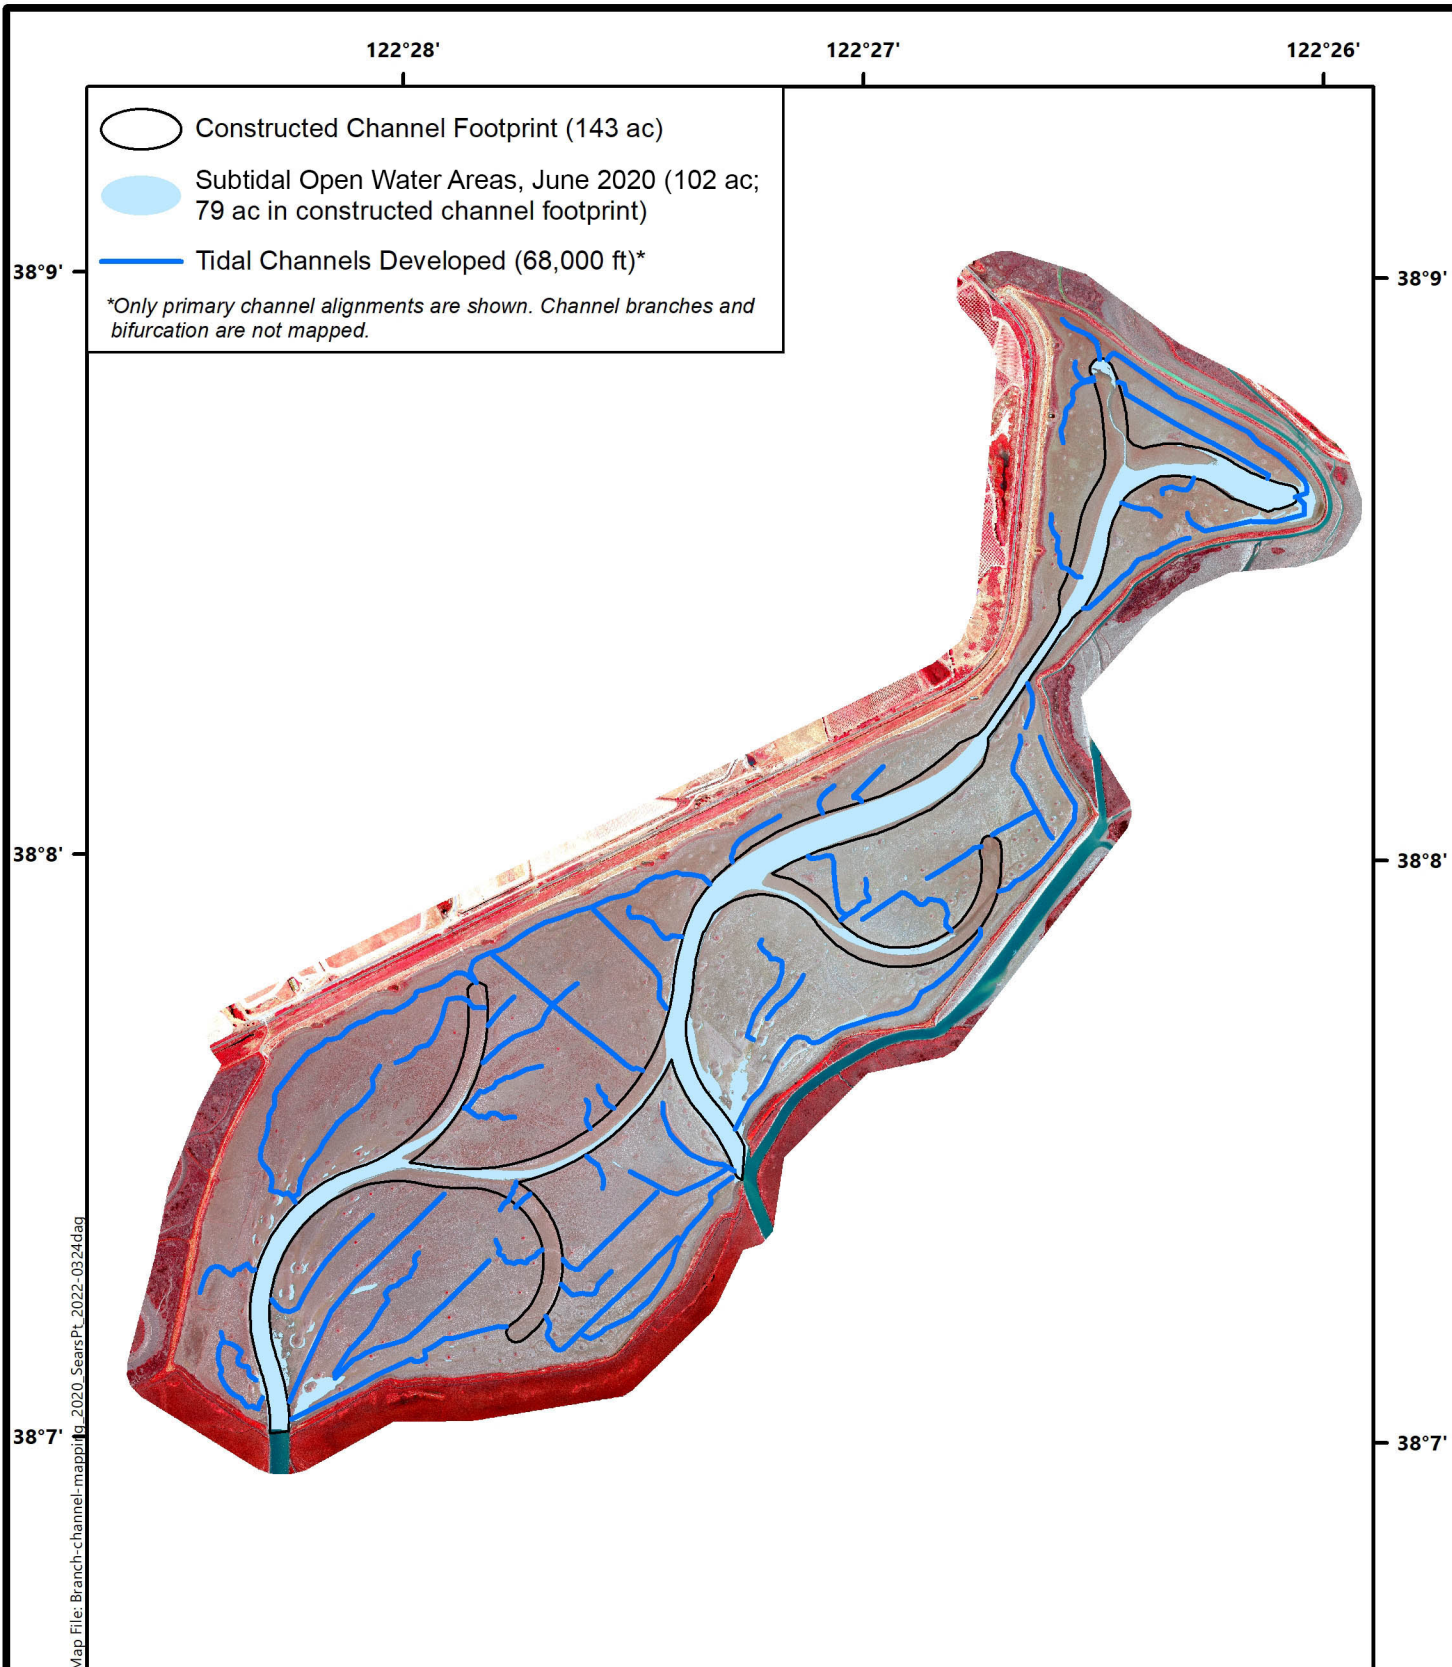 122°28'
122°27'
122°26'
Constructed Channel Footprint (143 ac)
Subtidal Open Water Areas, June 2020 (102 ac;
79 ac in constructed channel footprint)
Tidal Channels Developed (68,000 ft)*
*Only primary channel alignments are shown. Channel branches and
bifurcation are not mapped.
38°9'
38°9'
38°8'
38°8'
38°7'
38°7'
Map File: Branch-channel-mapping_2020_SearsPt_2022-0324dag